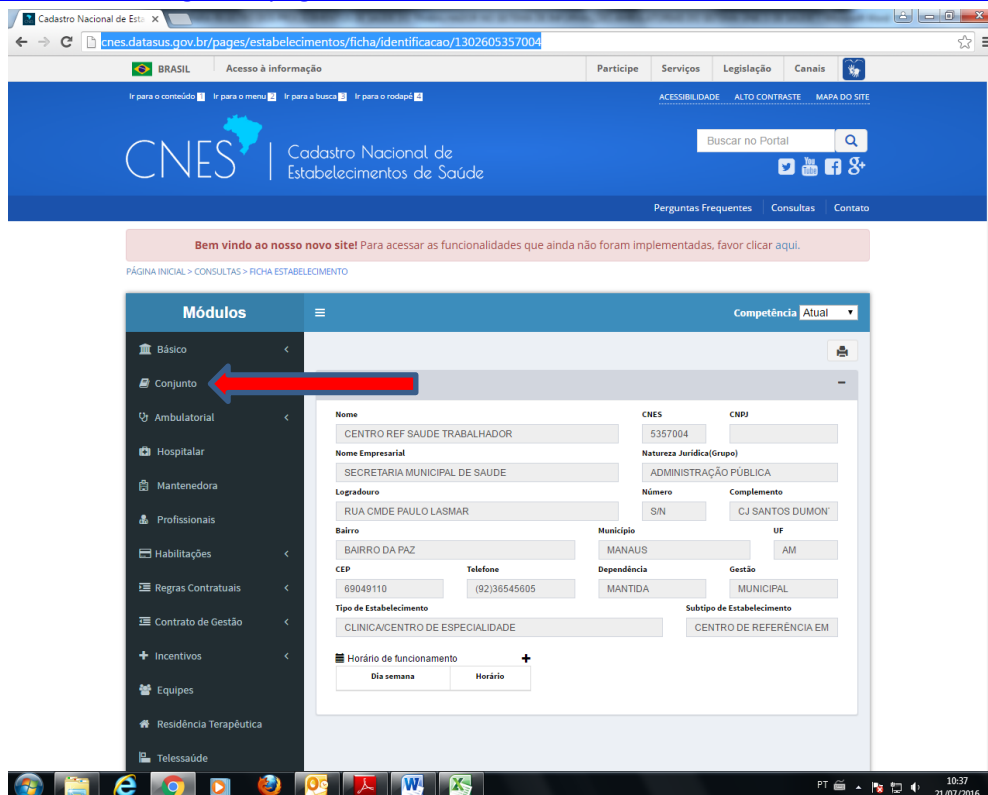 Cadastro Nacional de Esta
cnes.datasus.gov.br/pages/estabelecimentos/ficha/identificacao/1302605357004
BRASIL Acesso à informação Participe Serviços Legislação Canais
Ir para o conteúdo 1 Ir para o menu 2 Ir para a busca 3 Ir para o rodapé 4 ACESSIBILIDADE ALTO CONTRASTE MAPA DO SITE
Buscar no Portal
CNES | Cadastro Nacional de
Estabelecimentos de Saúde
You Tube
8+
Perguntas Frequentes Consultas Contato
Bem vindo ao nosso novo site! Para acessar as funcionalidades que ainda não foram implementadas, favor clicar aqui.
PÁGINA INICIAL > CONSULTAS > FICHA ESTABELECIMENTO
Módulos
Competência Atual
Básico
Conjunto
Ambulatorial
Hospitalar
Mantenedora
Profissionais
Habilitações
Regras Contratuais
Contrato de Gestão
Incentivos
Equipes
Residência Terapêutica
Telessaúde
Nome CNES CNPJ
CENTRO REF SAUDE TRABALHADOR 5357004
Nome Empresarial Natureza Jurídica(Grupo)
SECRETARIA MUNICIPAL DE SAUDE ADMINISTRAÇÃO PÚBLICA
Logradouro Número Complemento
RUA CMDE PAULO LASMAR S/N CJ SANTOS DUMON
Bairro Município UF
BAIRRO DA PAZ MANAUS AM
CEP Telefone Dependência Gestão
69049110 (92)36545605 MANTIDA MUNICIPAL
Tipo de Estabelecimento Subtipo de Estabelecimento
CLINICA/CENTRO DE ESPECIALIDADE CENTRO DE REFERÊNCIA EM
Horário de funcionamento
Dia semana Horário
PT 10:37
21/07/2016